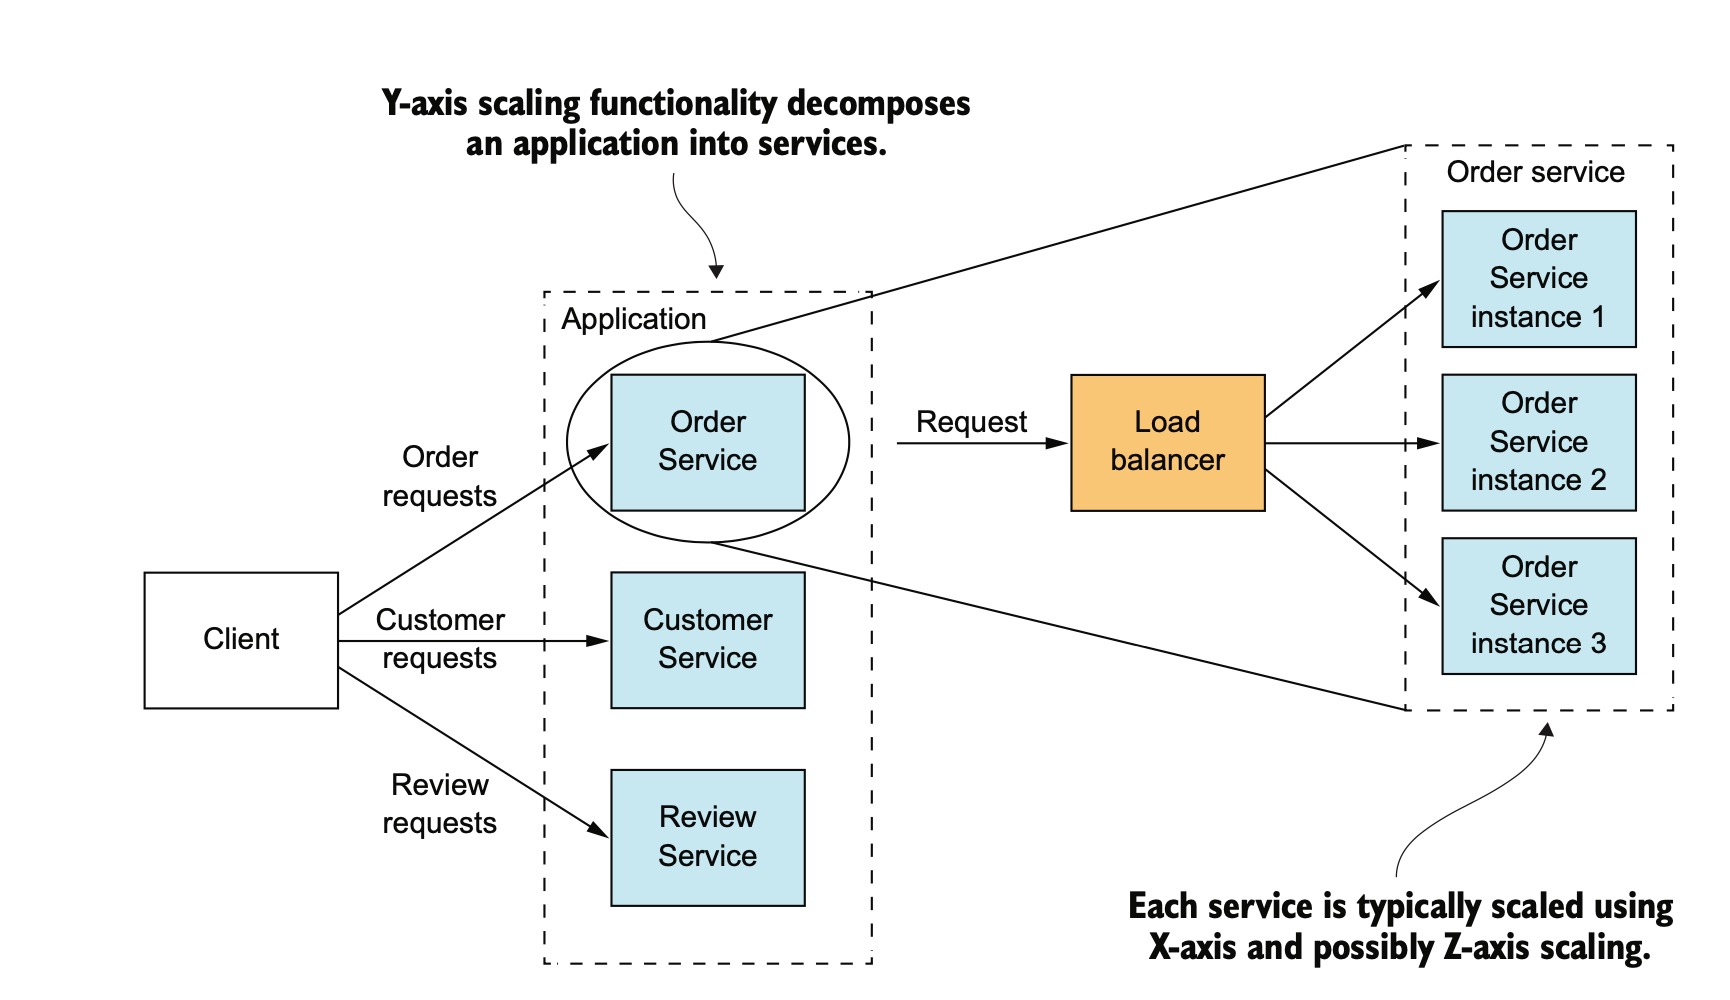 Y-axis scaling functionality decomposes
an application into services.
Application
Order
Service
Order
requests
Client
Customer
requests
Customer
Service
Review
requests
Review
Service
Request
Load
balancer
Order service
Order
Service
instance 1
Order
Service
instance 2
Order
Service
instance 3
Each service is typically scaled using
X-axis and possibly Z-axis scaling.